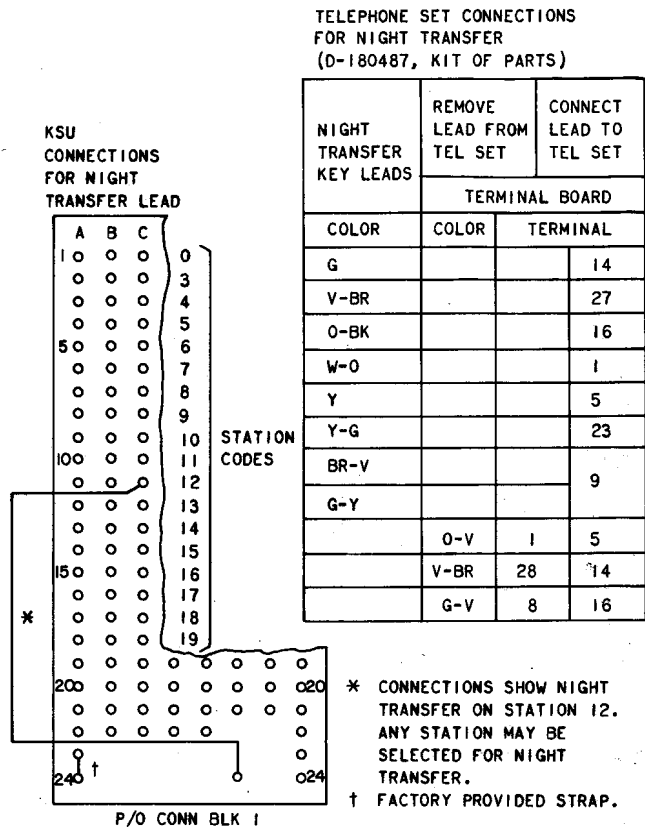 TELEPHONE SET CONNECTIONS
FOR NIGHT TRANSFER
(D-180487, KIT OF PARTS)
NIGHT TRANSFER KEY LEADS
REMOVE LEAD FROM TEL SET
CONNECT LEAD TO TEL SET
TERMINAL BOARD
COLOR COLOR TERMINAL
G 14
V-BR 27
O-BK 16
W-O 1
Y 5
Y-G 23
BR-V 9
G-Y
O-V 1 5
V-BR 28 14
G-V 8 16
KSU
CONNECTIONS
FOR NIGHT
TRANSFER LEAD
A B C
1 0
3
4
5
5 6
7
8
9
10
10 11
12
13
14
15
15 16
17
18
19
STATION
CODES
*
20 20
†
24 24
P/O CONN BLK 1
* CONNECTIONS SHOW NIGHT
TRANSFER ON STATION 12.
ANY STATION MAY BE
SELECTED FOR NIGHT
TRANSFER.
† FACTORY PROVIDED STRAP.